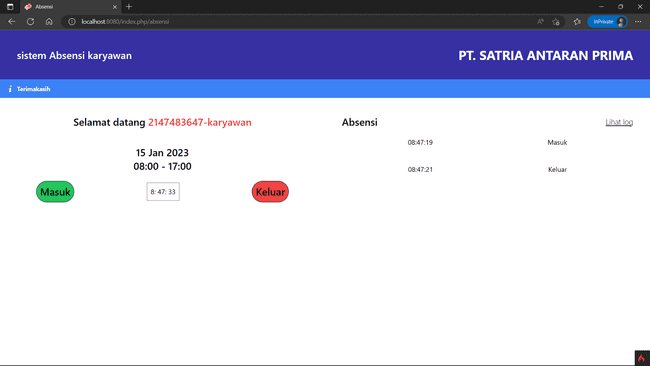 Absensi
localhost:8080/index.php/absensi
InPrivate
sistem Absensi karyawan
PT. SATRIA ANTARAN PRIMA
i Terimakasih
Selamat datang 2147483647-karyawan
15 Jan 2023
08:00 - 17:00
Masuk
8: 47: 33
Keluar
Absensi
Lihat log
08:47:19 Masuk
08:47:21 Keluar